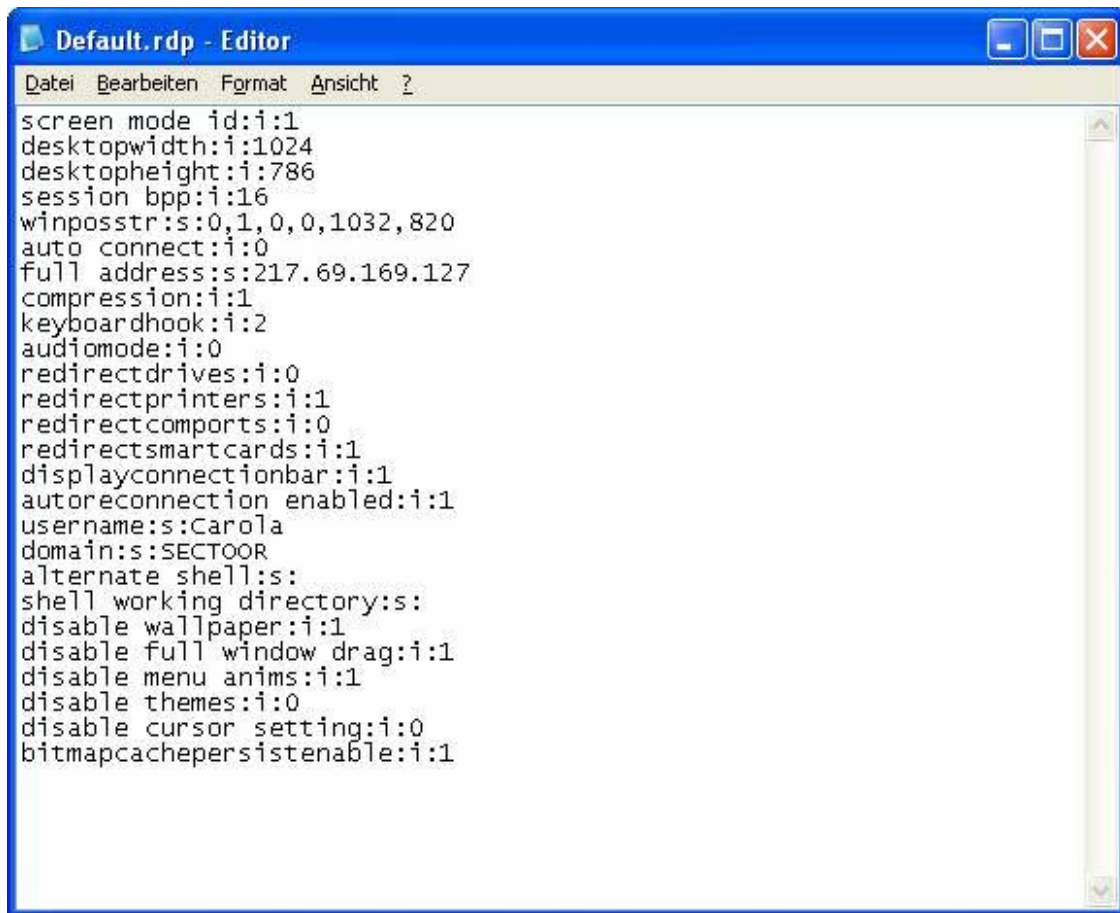 Default.rdp - Editor
Datei Bearbeiten Format Ansicht ?
screen mode id:i:1
desktopwidth:i:1024
desktopheight:i:786
session bpp:i:16
winposstr:s:0,1,0,0,1032,820
auto connect:i:0
full address:s:217.69.169.127
compression:i:1
keyboardhook:i:2
audiomode:i:0
redirectdrives:i:0
redirectprinters:i:1
redirectcomports:i:0
redirectsmartcards:i:1
displayconnectionbar:i:1
autoreconnection enabled:i:1
username:s:Carola
domain:s:SECTOOR
alternate shell:s:
shell working directory:s:
disable wallpaper:i:1
disable full window drag:i:1
disable menu anims:i:1
disable themes:i:0
disable cursor setting:i:0
bitmapcachepersistenable:i:1